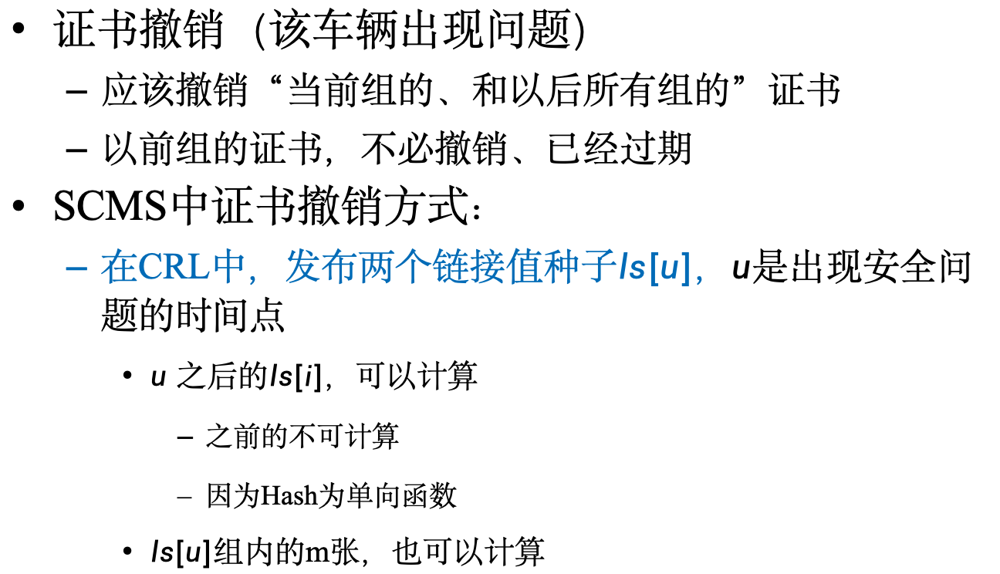 • 证书撤销（该车辆出现问题）
– 应该撤销“当前组的、和以后所有组的”证书
– 以前组的证书，不必撤销、已经过期
• SCMS中证书撤销方式：
– 在CRL中，发布两个链接值种子ls[u]，u是出现安全问
题的时间点
• u 之后的ls[i]，可以计算
– 之前的不可计算
– 因为Hash为单向函数
• ls[u]组内的m张，也可以计算